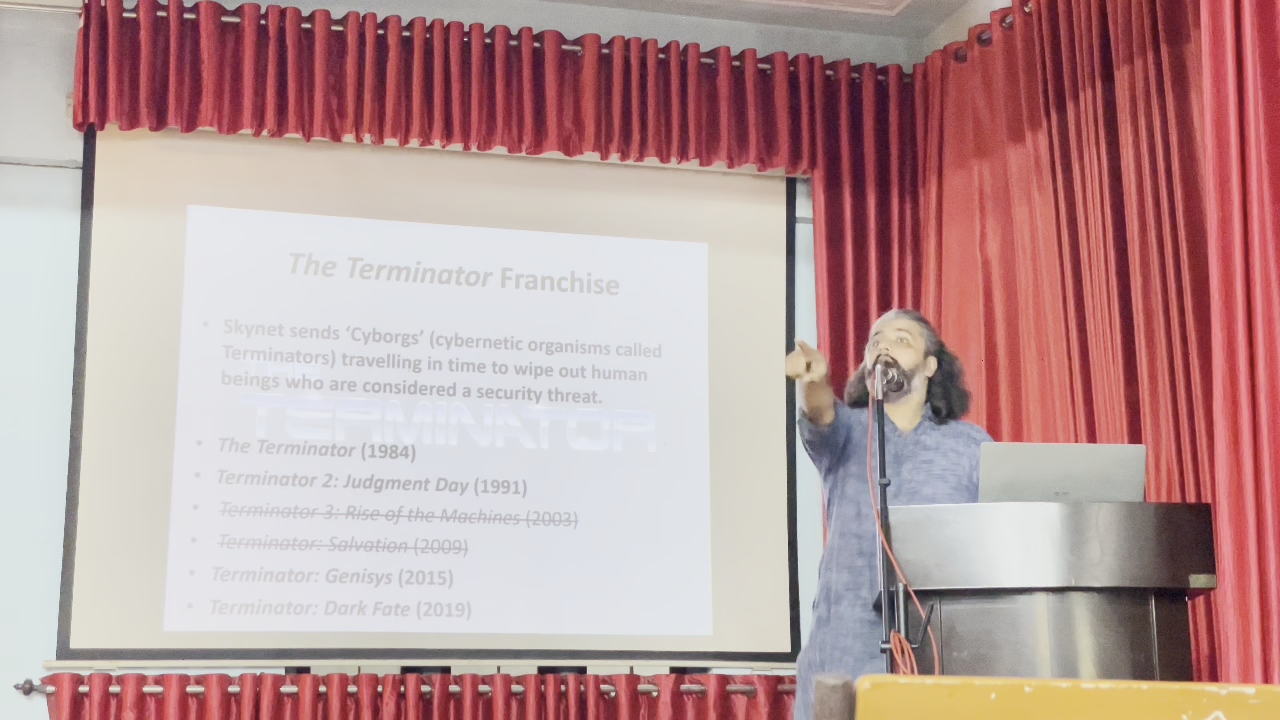 The Terminator Franchise
• Skynet sends ‘Cyborgs’ (cybernetic organisms called
Terminators) travelling in time to wipe out human
beings who are considered a security threat.
TERMINATOR
• The Terminator (1984)
• Terminator 2: Judgment Day (1991)
• Terminator 3: Rise of the Machines (2003)
• Terminator: Salvation (2009)
• Terminator: Genisys (2015)
• Terminator: Dark Fate (2019)